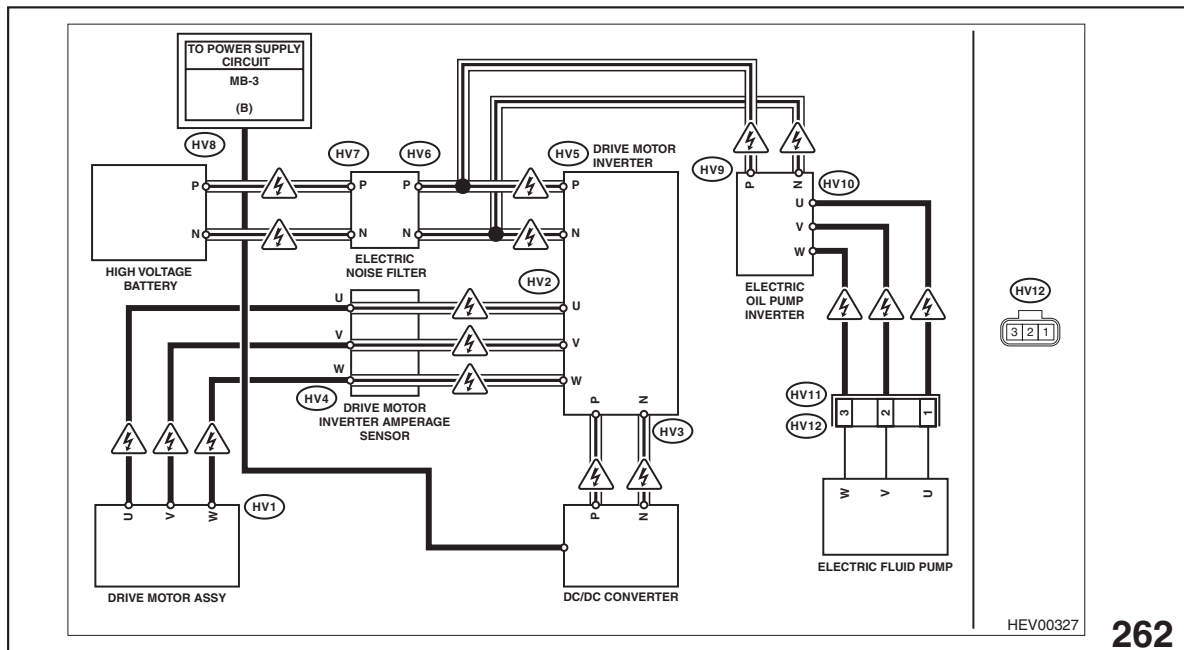 TO POWER SUPPLY
CIRCUIT
MB-3
(B)
HV8
HV7
HV6
HV5
DRIVE MOTOR
INVERTER
HV9
P
N
HV10
P
P
P
P
U
V
N
N
N
N
W
HIGH VOLTAGE
BATTERY
ELECTRIC
NOISE FILTER
HV2
ELECTRIC
OIL PUMP
INVERTER
HV12
3 2 1
U
U
V
V
W
W
HV4
DRIVE MOTOR
INVERTER AMPERAGE
SENSOR
P
N
HV3
HV11
HV12
3
2
1
U
V
W
HV1
P
N
W
V
U
DRIVE MOTOR ASSY
DC/DC CONVERTER
ELECTRIC FLUID PUMP
HEV00327
262